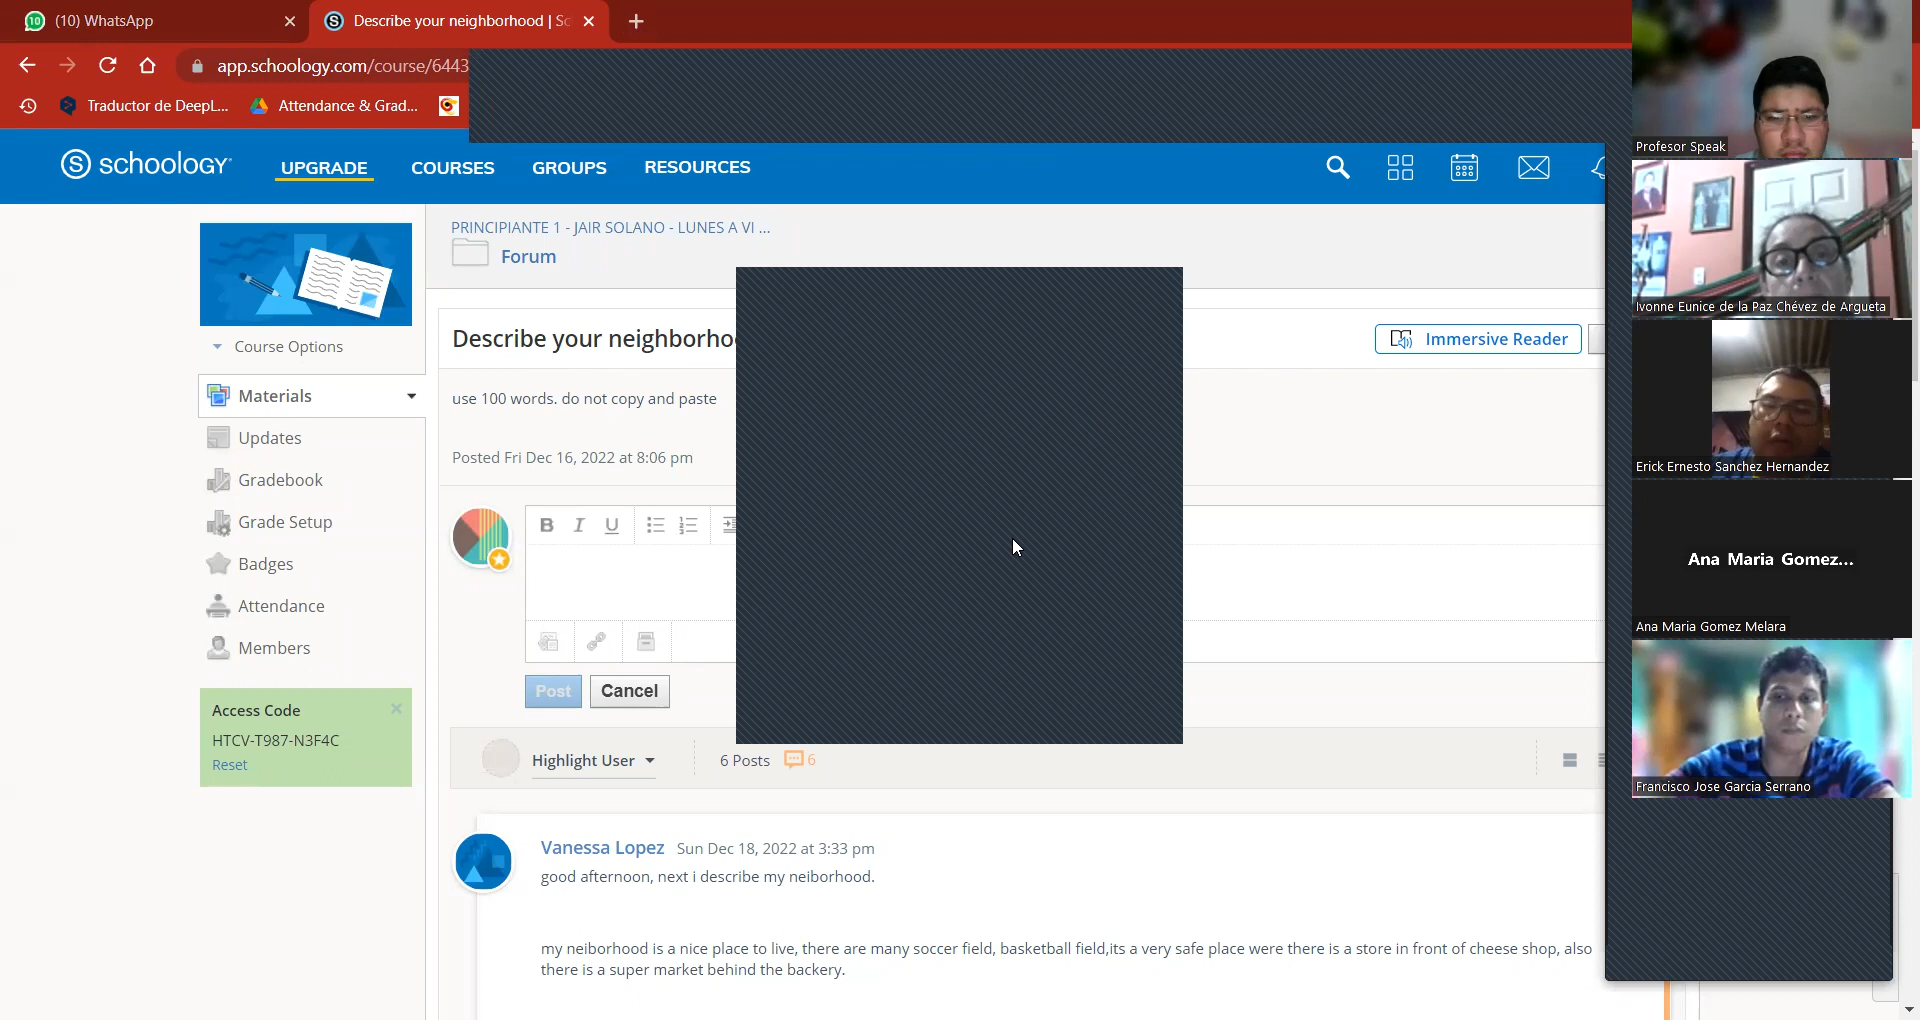 (10) WhatsApp
Describe your neighborhood | Sc
app.schoology.com/course/6443
Traductor de DeepL...
Attendance & Grad...
schoology
UPGRADE
COURSES
GROUPS
RESOURCES
PRINCIPIANTE 1 - JAIR SOLANO - LUNES A VI ...
Forum
Course Options
Materials
Updates
Gradebook
Grade Setup
Badges
Attendance
Members
Access Code
HTCV-T987-N3F4C
Reset
Describe your neighborho
Immersive Reader
use 100 words. do not copy and paste
Posted Fri Dec 16, 2022 at 8:06 pm
B I U
Post
Cancel
Highlight User
6 Posts
6
Vanessa Lopez Sun Dec 18, 2022 at 3:33 pm
good afternoon, next i describe my neiborhood.
my neiborhood is a nice place to live, there are many soccer field, basketball field,its a very safe place were there is a store in front of cheese shop, also
there is a super market behind the backery.
Profesor Speak
Ivonne Eunice de la Paz Chévez de Argueta
Erick Ernesto Sanchez Hernandez
Ana Maria Gomez...
Ana Maria Gomez Melara
Francisco Jose Garcia Serrano